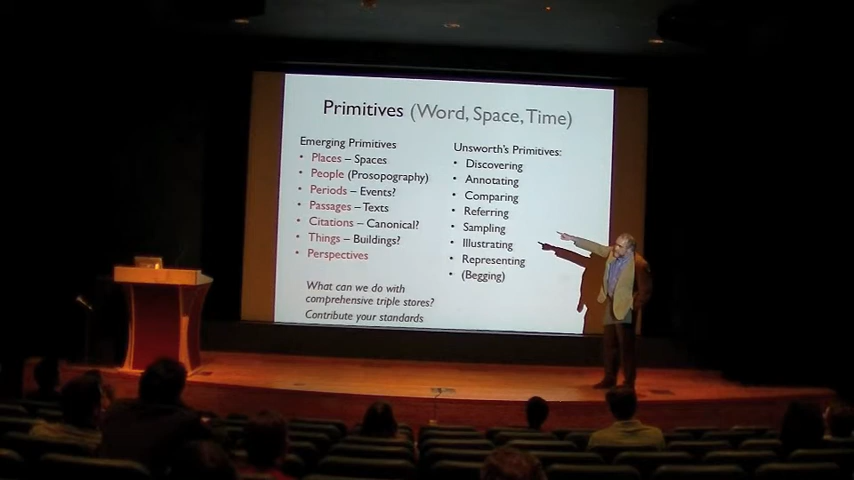 Primitives (Word, Space, Time)
Emerging Primitives
• Places – Spaces
• People (Prosopography)
• Periods – Events?
• Passages – Texts
• Citations – Canonical?
• Things – Buildings?
• Perspectives
What can we do with
comprehensive triple stores?
Contribute your standards
Unsworth's Primitives:
• Discovering
• Annotating
• Comparing
• Referring
• Sampling
• Illustrating
• Representing
• (Begging)